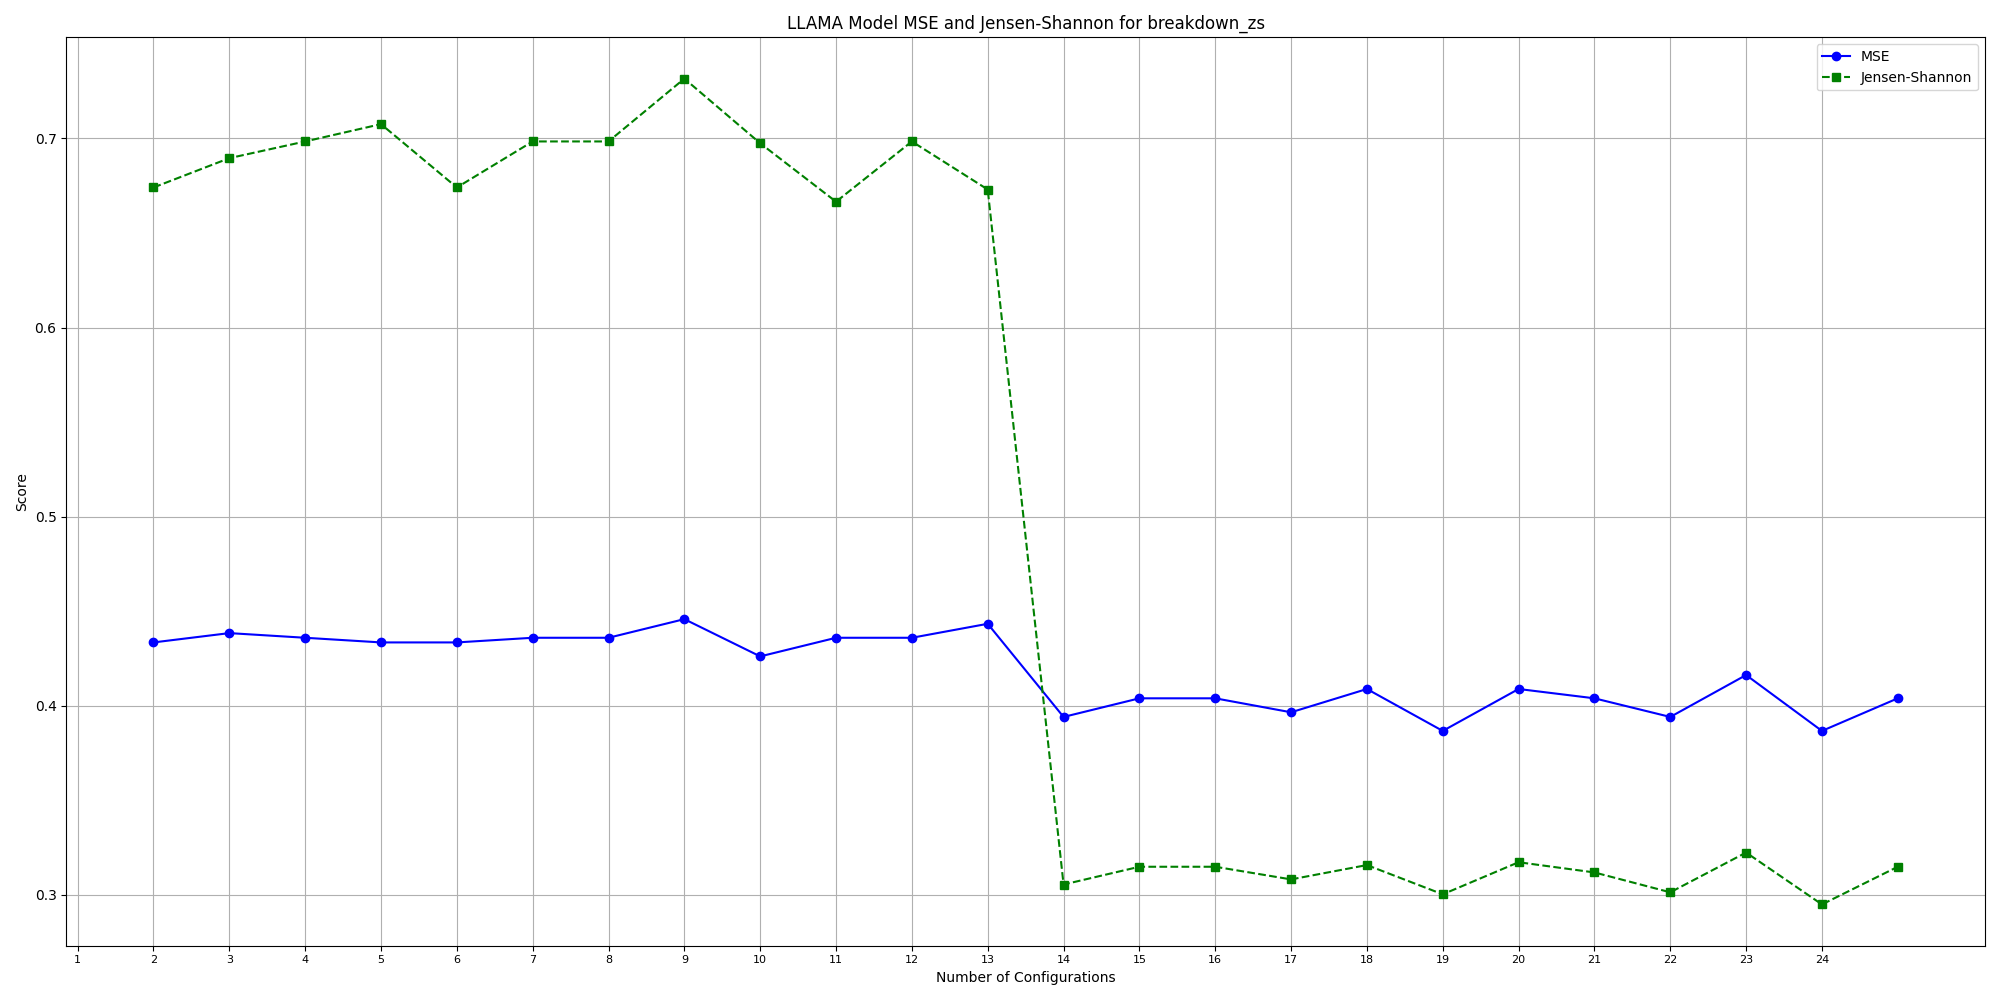 LLAMA Model MSE and Jensen-Shannon for breakdown_zs
MSE
Jensen-Shannon
0.7
0.6
0.5
0.4
0.3
Score
1 2 3 4 5 6 7 8 9 10 11 12 13 14 15 16 17 18 19 20 21 22 23 24
Number of Configurations